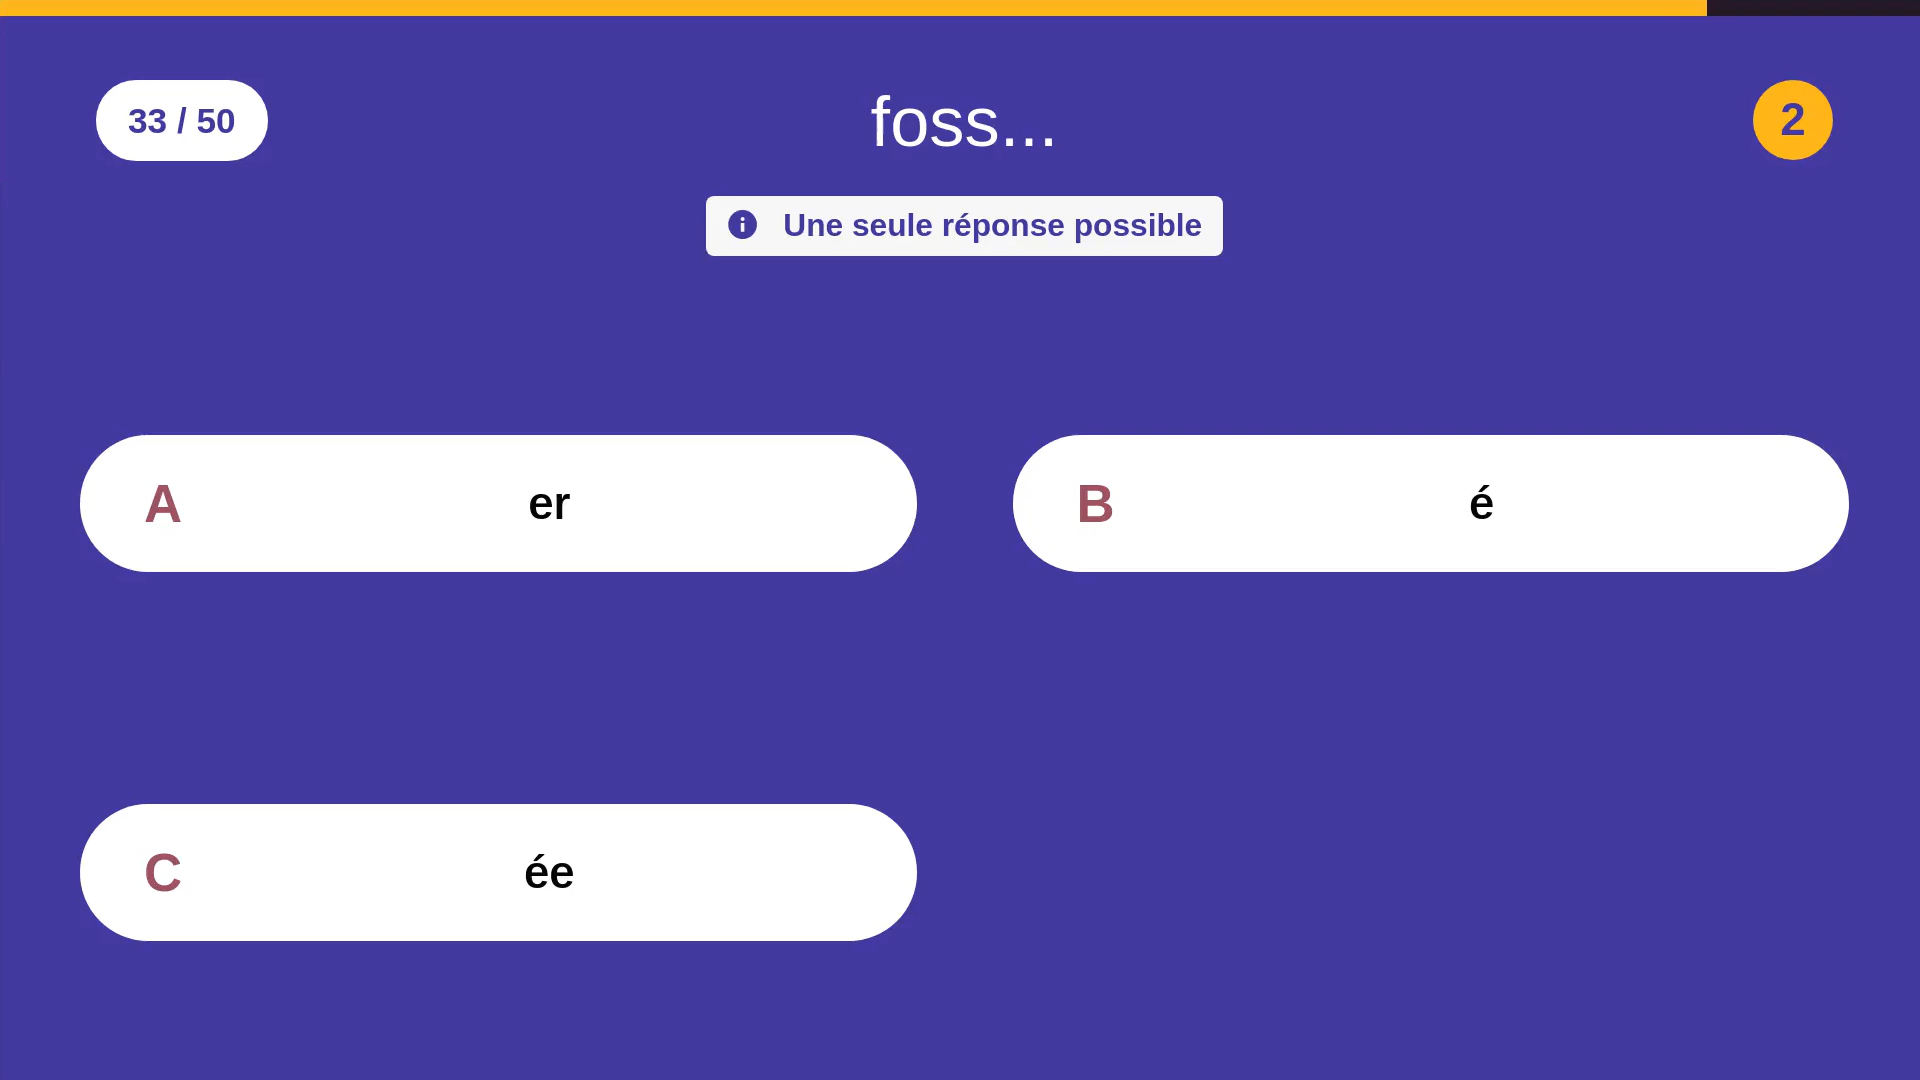 33 / 50
foss...
2
Une seule réponse possible
A er
B é
C ée